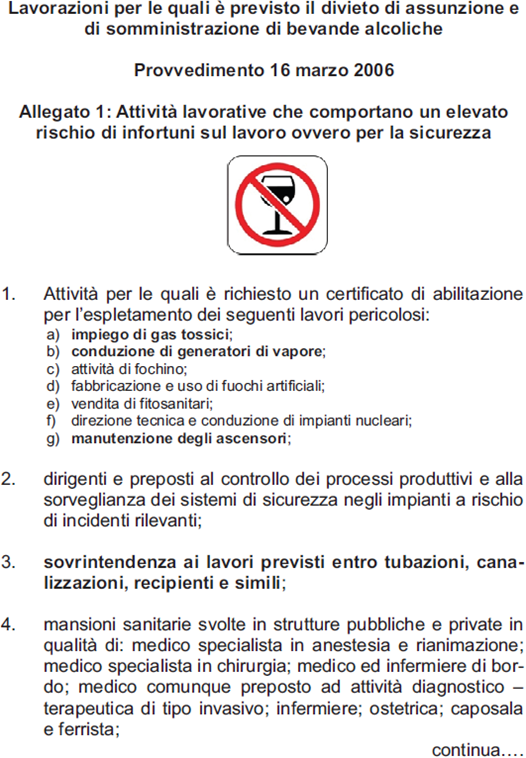 Lavorazioni per le quali è previsto il divieto di assunzione e
di somministrazione di bevande alcoliche
Provvedimento 16 marzo 2006
Allegato 1: Attività lavorative che comportano un elevato
rischio di infortuni sul lavoro ovvero per la sicurezza
1. Attività per le quali è richiesto un certificato di abilitazione
per l'espletamento dei seguenti lavori pericolosi:
a) impiego di gas tossici;
b) conduzione di generatori di vapore;
c) attività di fochino;
d) fabbricazione e uso di fuochi artificiali;
e) vendita di fitosanitari;
f) direzione tecnica e conduzione di impianti nucleari;
g) manutenzione degli ascensori;
2. dirigenti e preposti al controllo dei processi produttivi e alla
sorveglianza dei sistemi di sicurezza negli impianti a rischio
di incidenti rilevanti;
3. sovrintendenza ai lavori previsti entro tubazioni, cana-
lizzazioni, recipienti e simili;
4. mansioni sanitarie svolte in strutture pubbliche e private in
qualità di: medico specialista in anestesia e rianimazione;
medico specialista in chirurgia; medico ed infermiere di bor-
do; medico comunque preposto ad attività diagnostico –
terapeutica di tipo invasivo; infermiere; ostetrica; caposala
e ferrista;
continua….